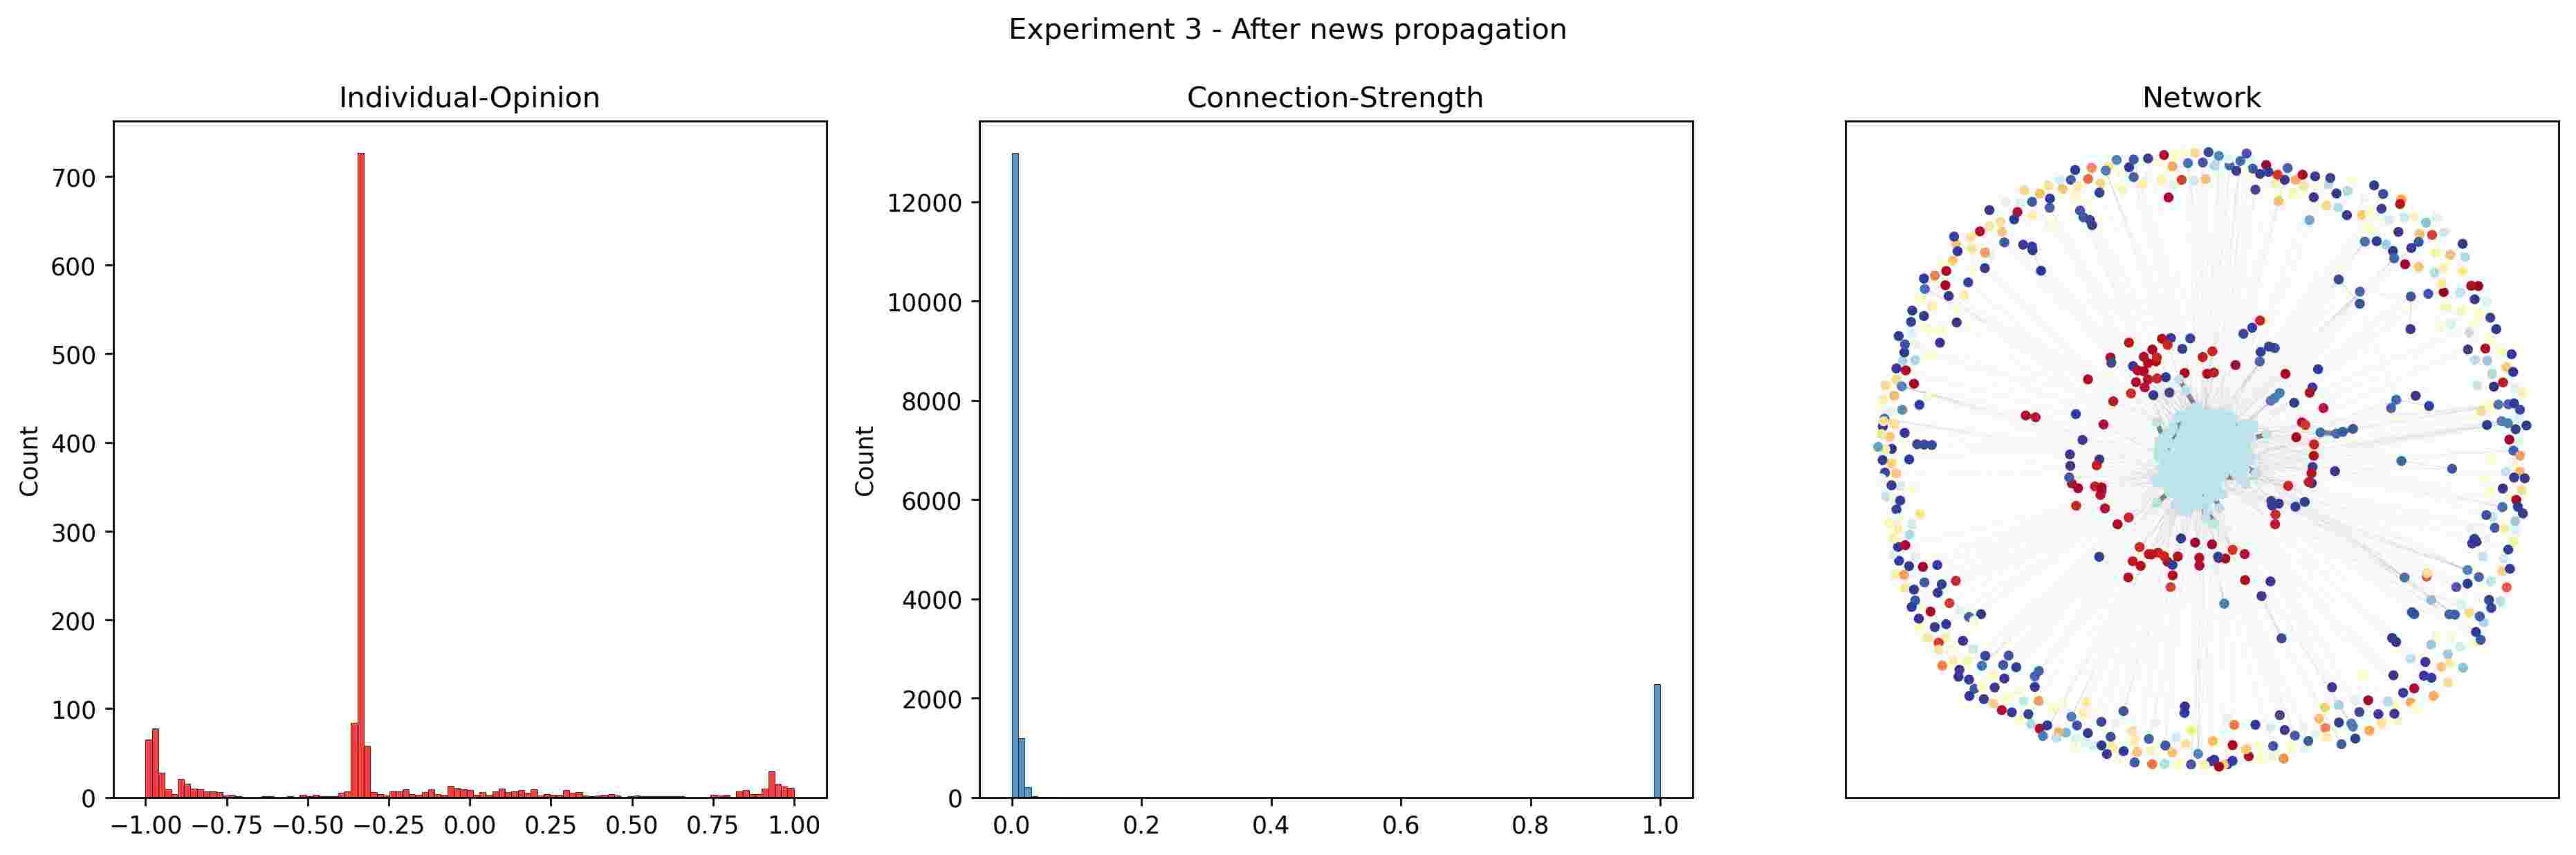 Experiment 3 - After news propagation
Individual-Opinion
Count
700
600
500
400
300
200
100
0
−1.00 −0.75 −0.50 −0.25 0.00 0.25 0.50 0.75 1.00
Connection-Strength
Count
12000
10000
8000
6000
4000
2000
0
0.0 0.2 0.4 0.6 0.8 1.0
Network